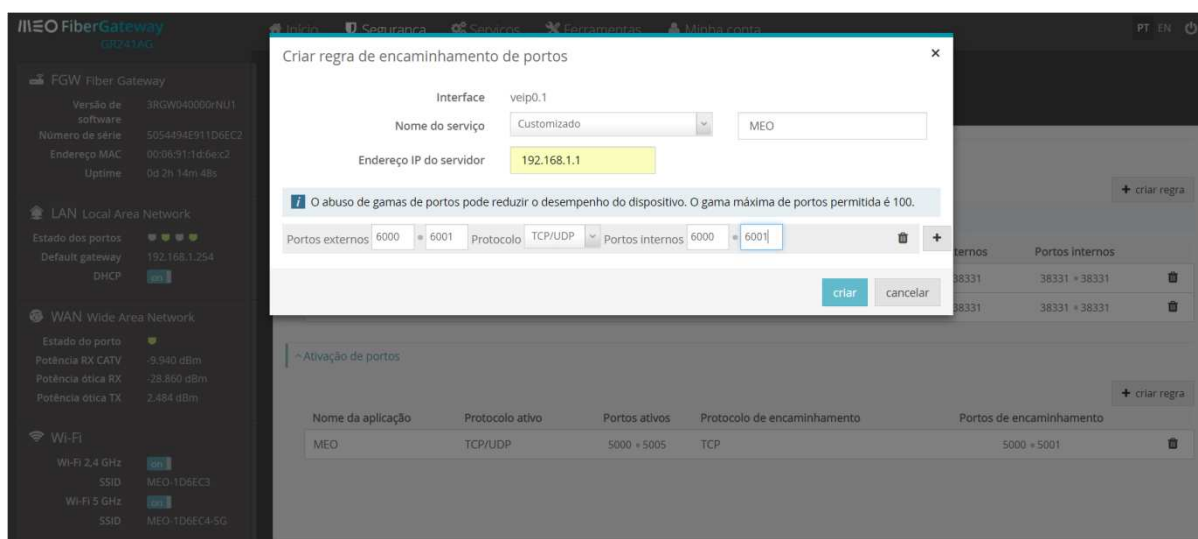 MEO FiberGateway
GR241AG
Início Segurança Serviços Ferramentas Minha conta PT EN
FGW Fiber Gateway
Versão de software 3RGW040000rNU1
Número de série 5054494E911D6EC2
Endereço MAC 00:06:91:1d:6e:c2
Uptime 0d 2h 14m 48s
LAN Local Area Network
Estado dos portos
Default gateway 192.168.1.254
DHCP on
WAN Wide Area Network
Estado do porto
Potência RX CATV -9.940 dBm
Potência ótica RX -28.860 dBm
Potência ótica TX 2.484 dBm
Wi-Fi
Wi-Fi 2,4 GHz on
SSID MEO-1D6EC3
Wi-Fi 5 GHz on
SSID MEO-1D6EC4-5G
Criar regra de encaminhamento de portos ×
Interface veip0.1
Nome do serviço Customizado MEO
Endereço IP do servidor 192.168.1.1
i O abuso de gamas de portos pode reduzir o desempenho do dispositivo. O gama máxima de portos permitida é 100.
Portos externos 6000 6001 Protocolo TCP/UDP Portos internos 6000 6001 +
criar cancelar
+ criar regra
ternos Portos internos
38331 38331 38331
38331 38331 38331
Ativação de portos
+ criar regra
Nome da aplicação Protocolo ativo Portos ativos Protocolo de encaminhamento Portos de encaminhamento
MEO TCP/UDP 5000 5005 TCP 5000 5001